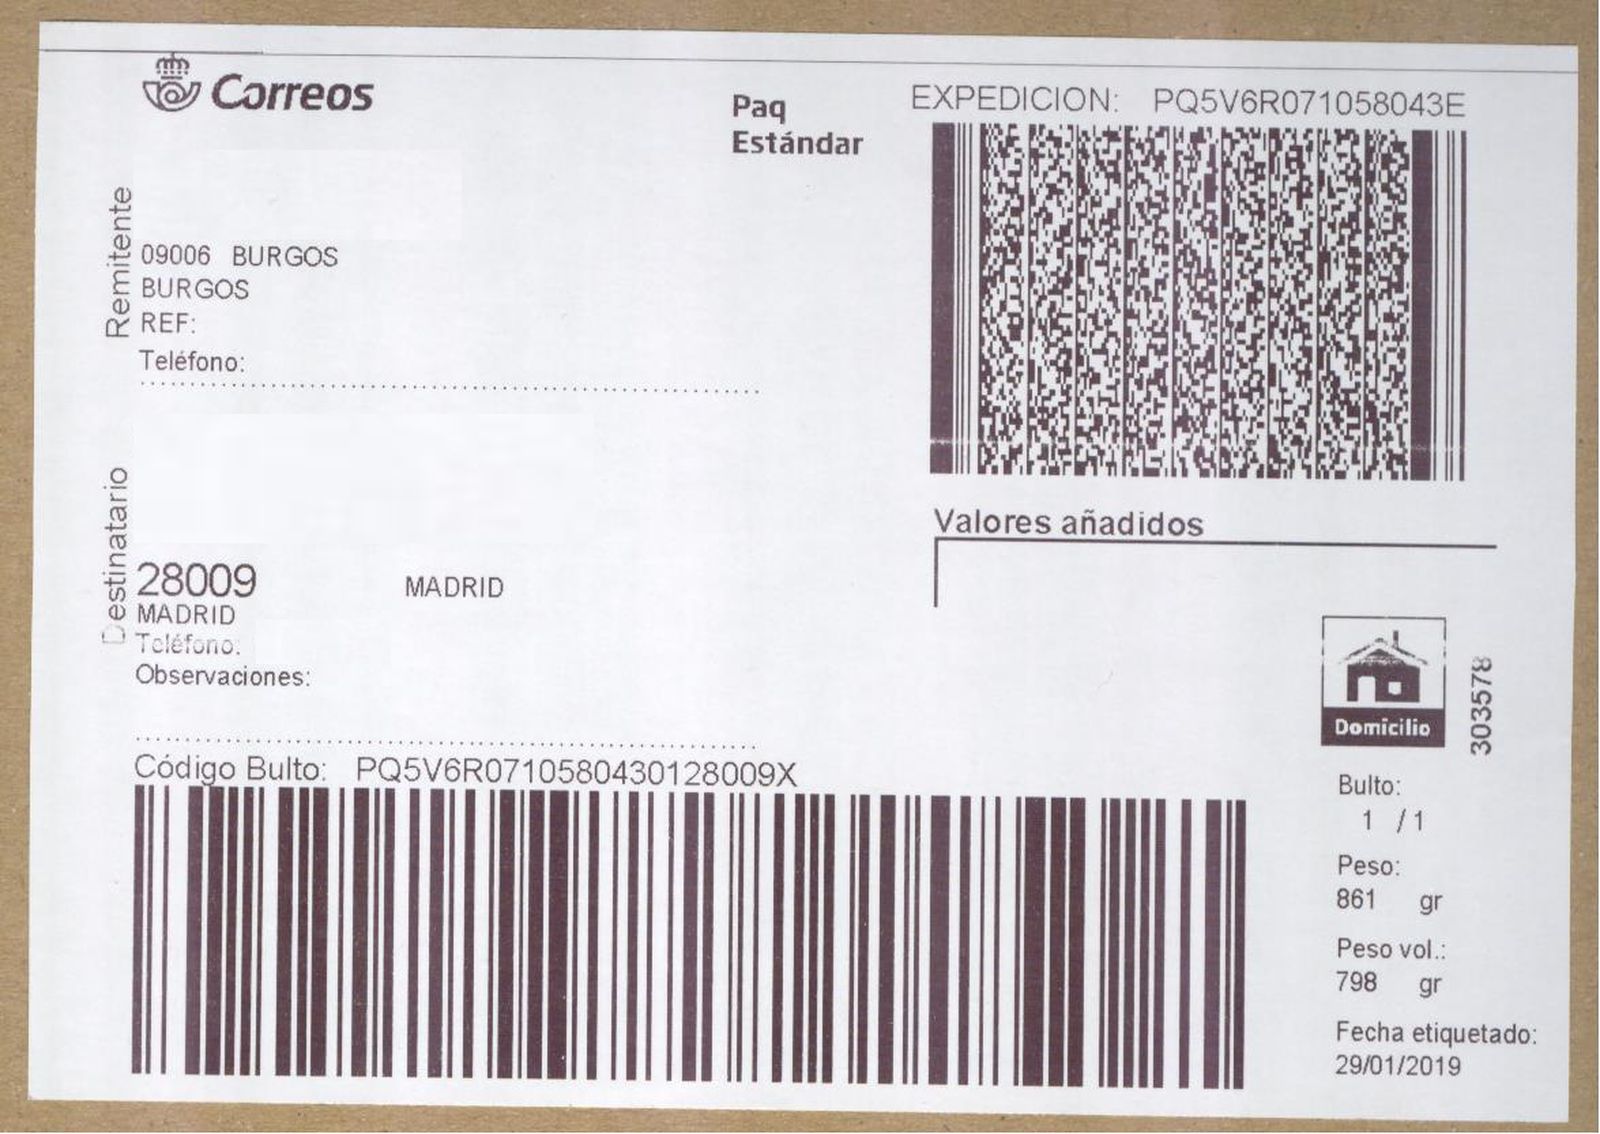 Correos
Paq
Estándar
EXPEDICION: PQ5V6R071058043E
Remitente
09006 BURGOS
BURGOS
REF:
Teléfono:
Destinatario
28009 MADRID
MADRID
Teléfono:
Observaciones:
Valores añadidos
Domicilio
303578
Código Bulto: PQ5V6R0710580430128009X
Bulto:
1 / 1
Peso:
861 gr
Peso vol.:
798 gr
Fecha etiquetado:
29/01/2019